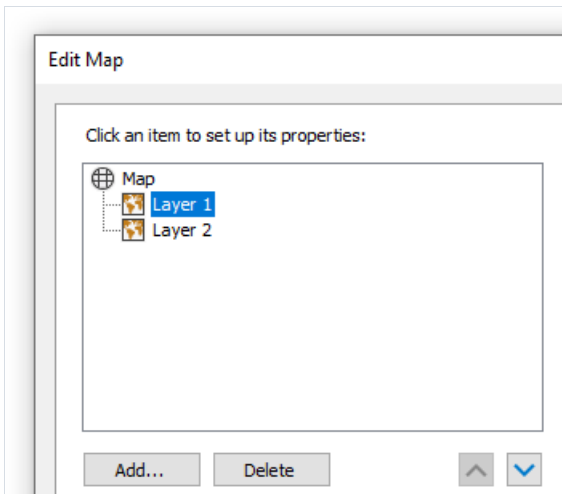 Edit Map
Click an item to set up its properties:
Map
Layer 1
Layer 2
Add... Delete